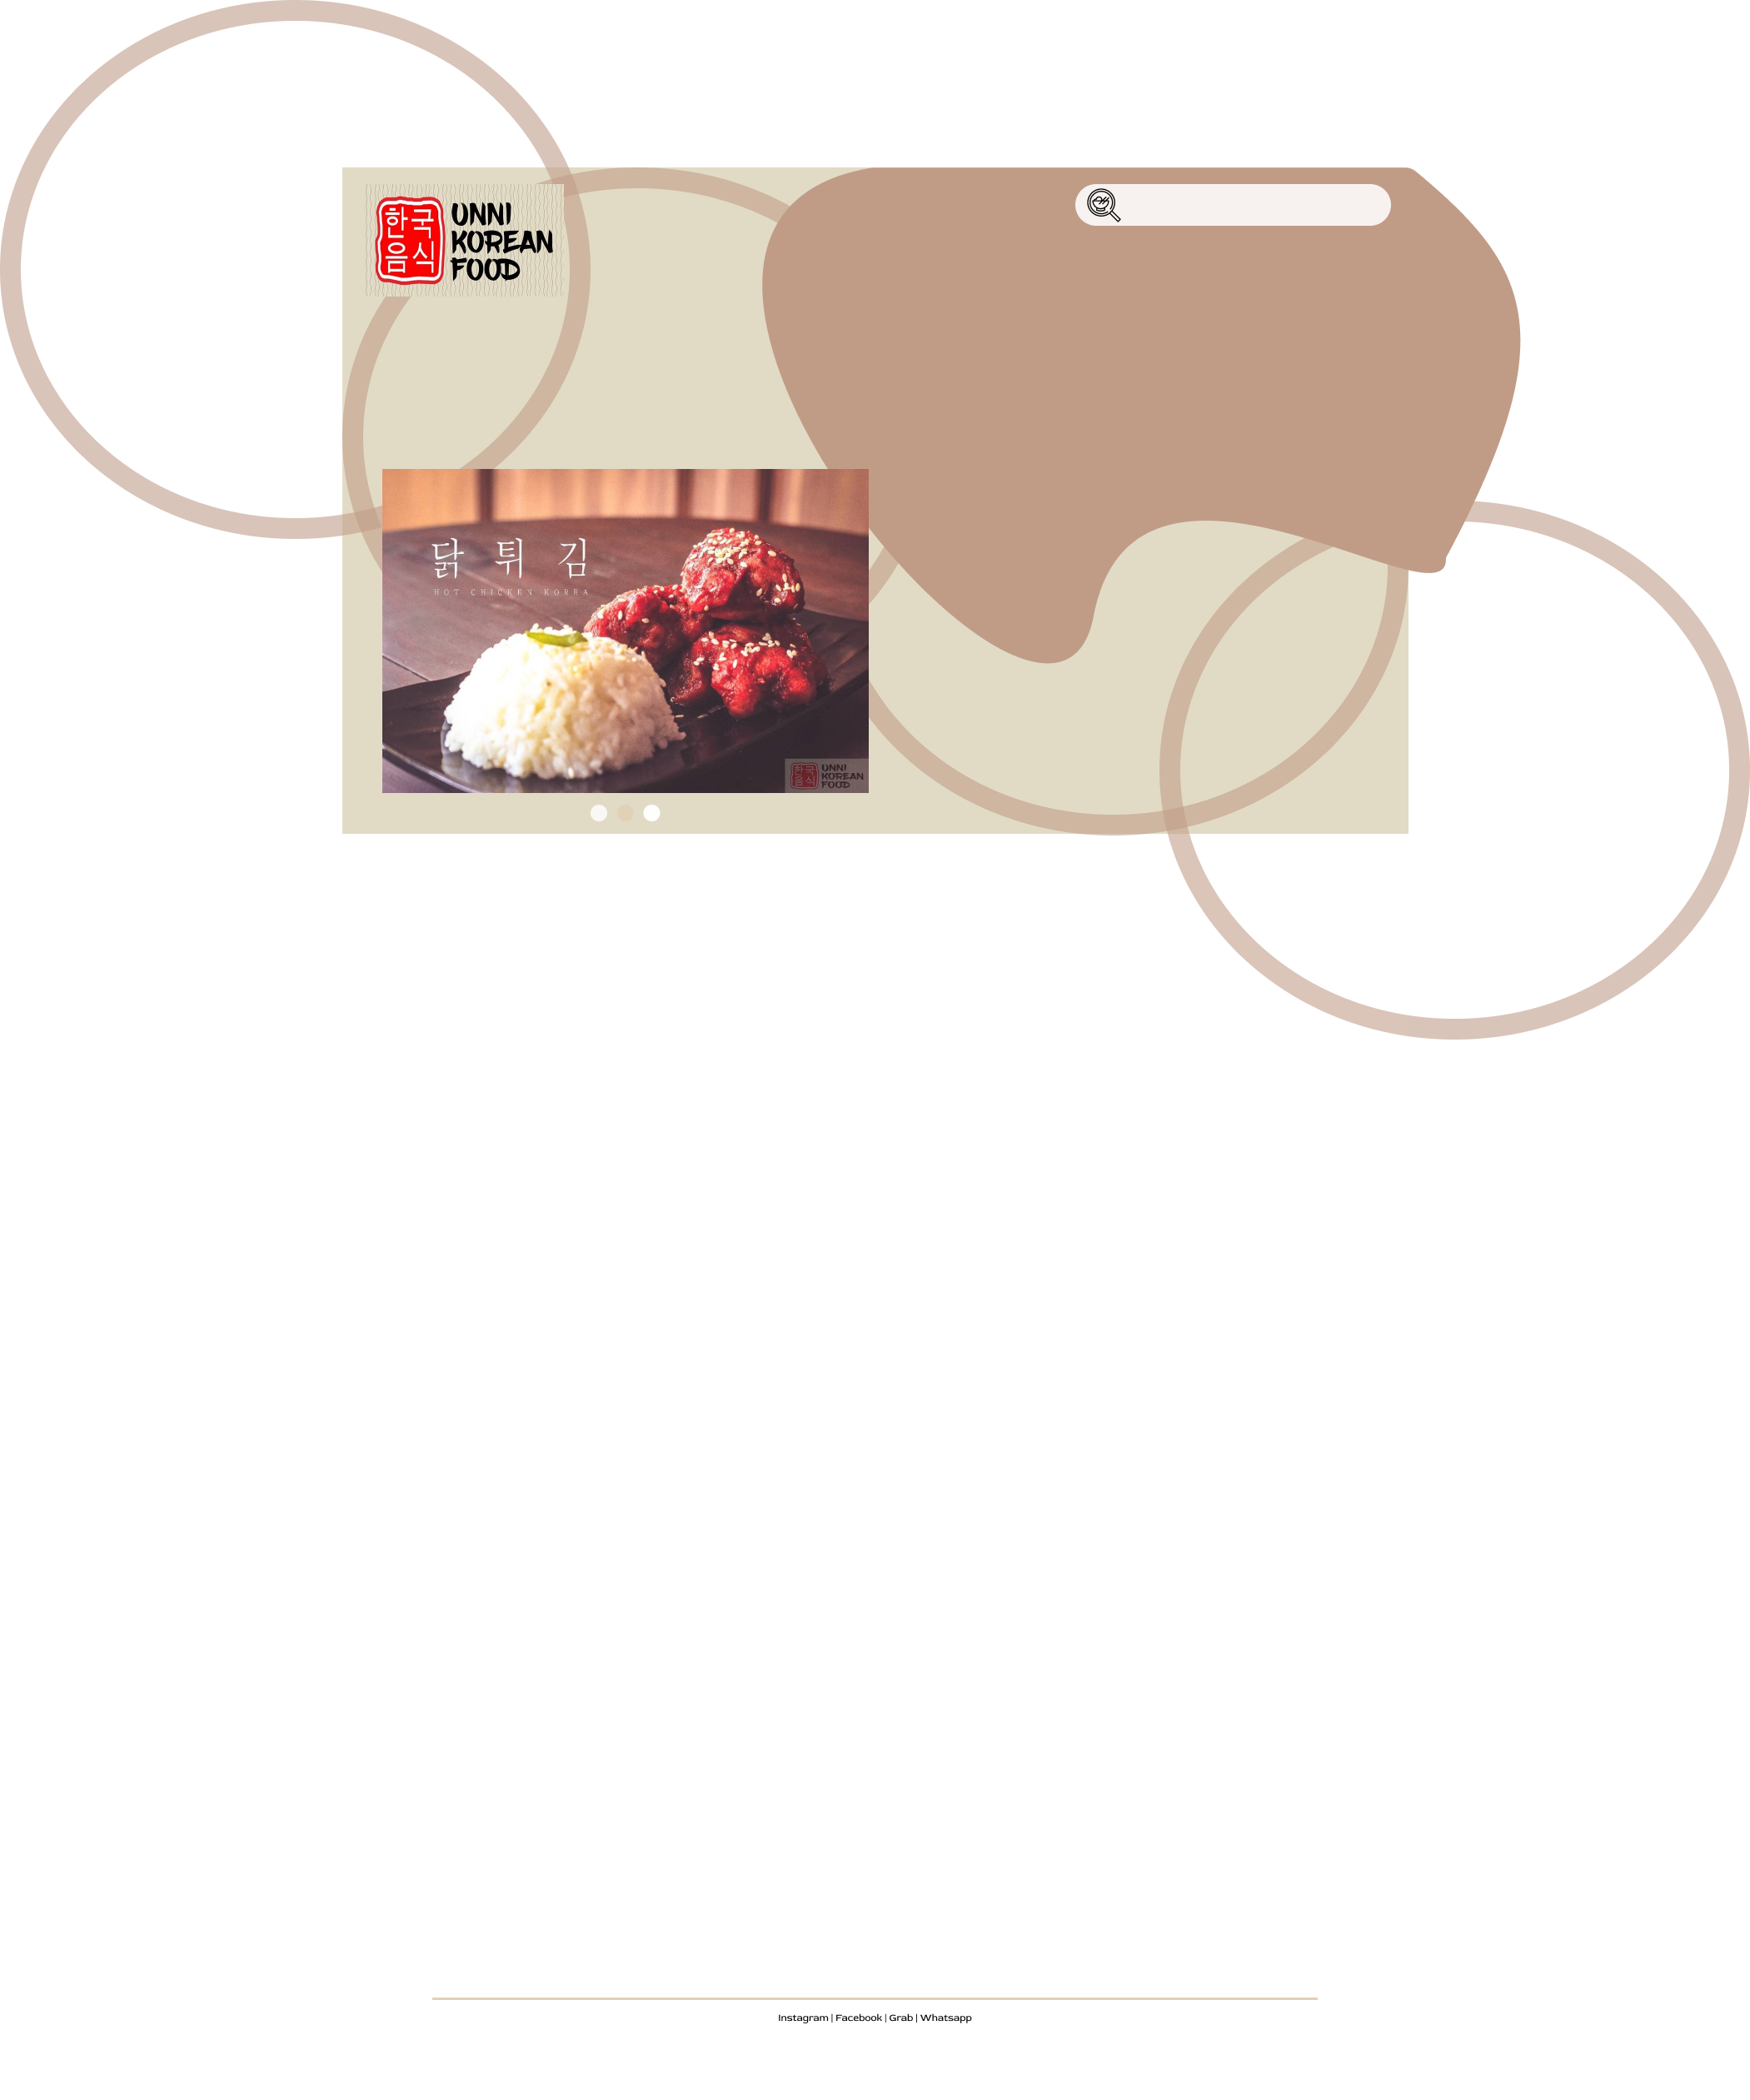 한국
음식
UNNI
KOREAN
FOOD
닭 튀 김
HOT CHICKEN KORRA
한국
음식
UNNI
KOREAN
FOOD
Instagram | Facebook | Grab | Whatsapp